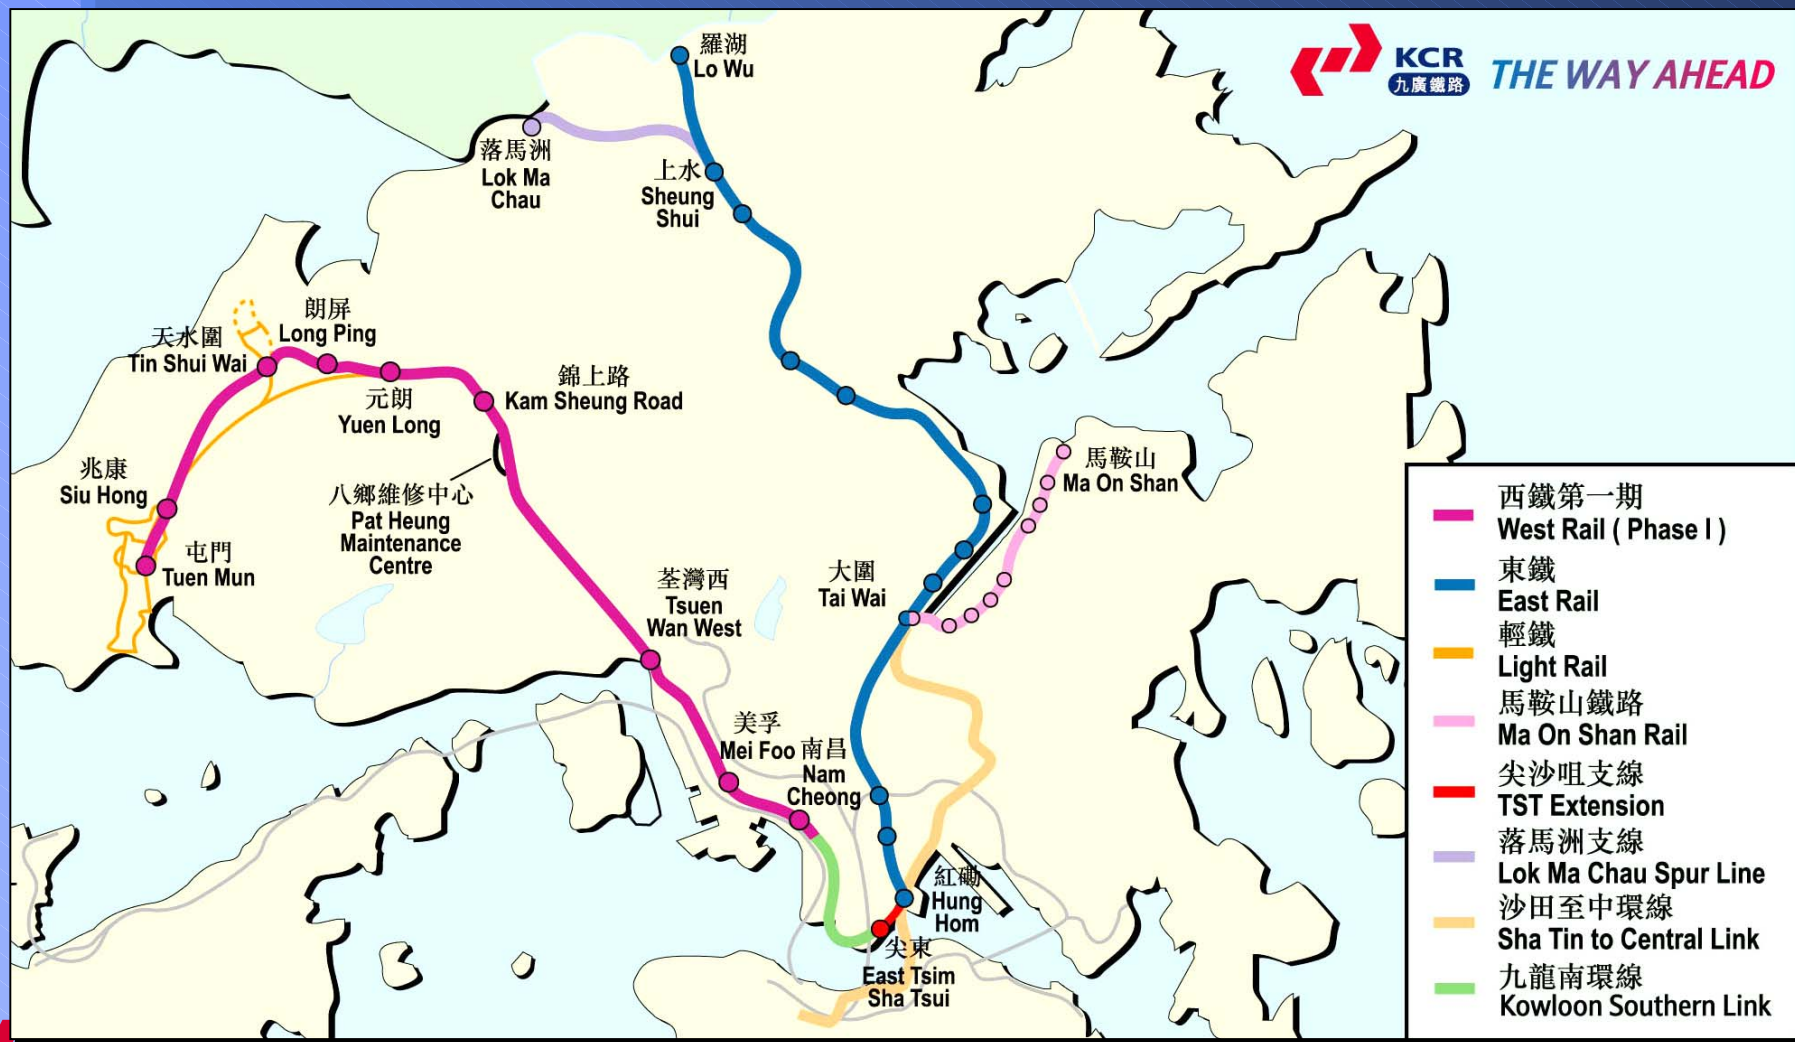 羅湖
Lo Wu
KCR
九廣鐵路
THE WAY AHEAD
落馬洲
Lok Ma
Chau
上水
Sheung
Shui
朗屏
Long Ping
天水圍
Tin Shui Wai
元朗
Yuen Long
錦上路
Kam Sheung Road
兆康
Siu Hong
八鄉維修中心
Pat Heung
Maintenance
Centre
屯門
Tuen Mun
馬鞍山
Ma On Shan
大圍
Tai Wai
荃灣西
Tsuen
Wan West
美孚
Mei Foo
南昌
Nam
Cheong
紅磡
Hung
Hom
尖東
East Tsim
Sha Tsui
西鐵第一期
West Rail ( Phase I )
東鐵
East Rail
輕鐵
Light Rail
馬鞍山鐵路
Ma On Shan Rail
尖沙咀支線
TST Extension
落馬洲支線
Lok Ma Chau Spur Line
沙田至中環線
Sha Tin to Central Link
九龍南環線
Kowloon Southern Link